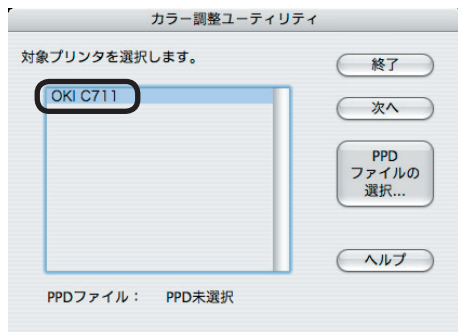 カラー調整ユーティリティ
対象プリンタを選択します。
OKI C711
終了
次へ
PPD
ファイルの
選択...
ヘルプ
PPDファイル： PPD未選択